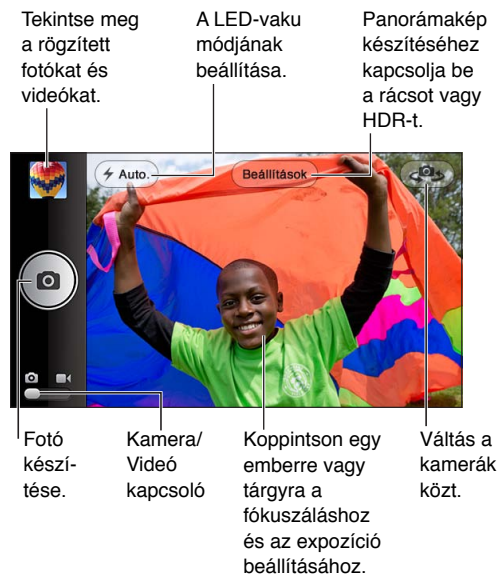 Tekintse meg
a rögzített
fotókat és
videókat.
A LED-vaku
módjának
beállítása.
Panorámakép
készítéséhez
kapcsolja be
a rácsot vagy
HDR-t.
Auto.
Beállítások
Fotó
készí-
tése.
Kamera/
Videó
kapcsoló
Koppintson egy
emberre vagy
tárgyra a
fókuszáláshoz
és az expozíció
beállításához.
Váltás a
kamerák
közt.